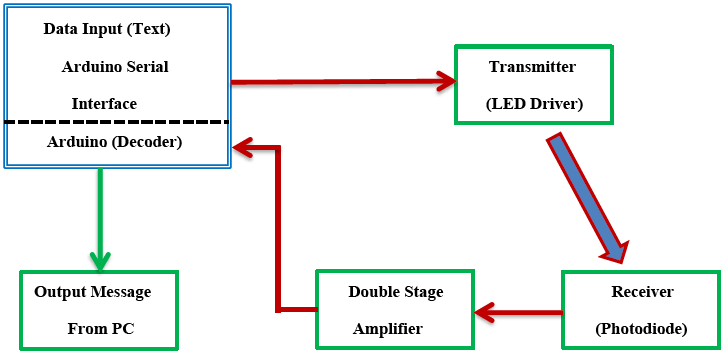 Data Input (Text)
Arduino Serial
Interface
Arduino (Decoder)
Transmitter
(LED Driver)
Output Message
From PC
Double Stage
Amplifier
Receiver
(Photodiode)